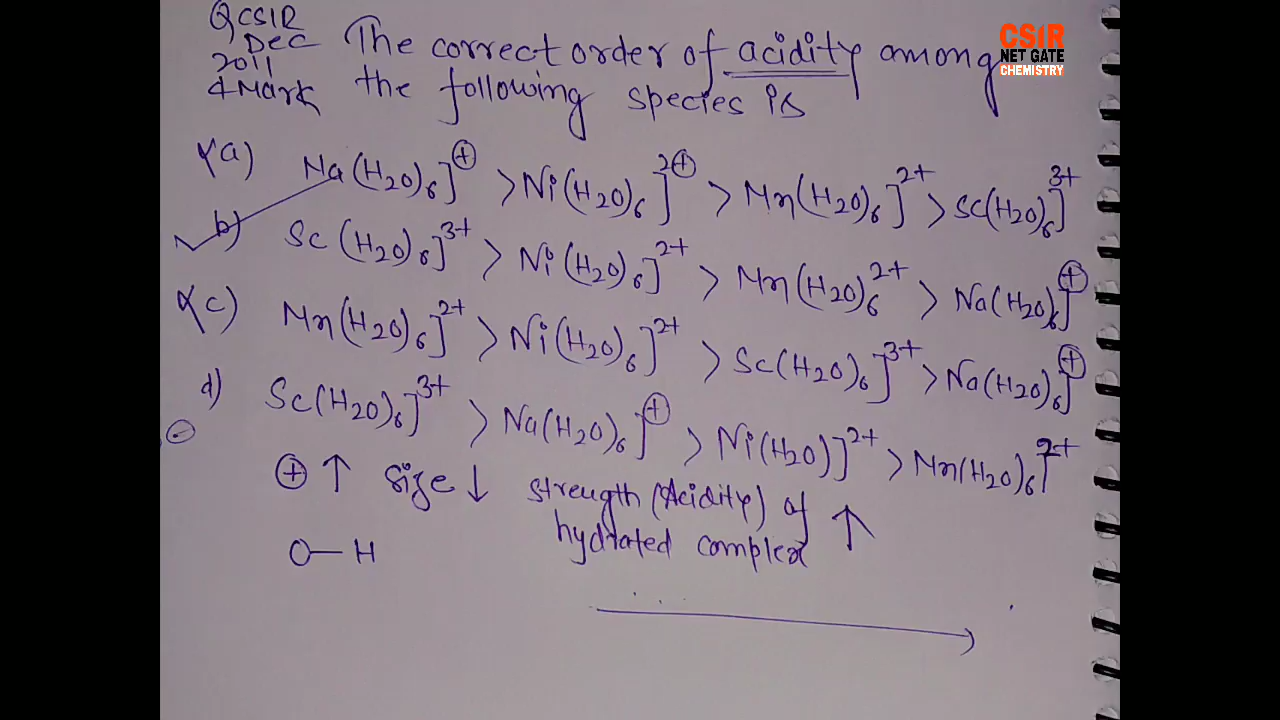 QCSIR
Dec
2011
4 Mark
The correct order of acidity among
the following species is
CSIR
NET GATE
CHEMISTRY
a) Na(H2O)6]⊕ > Ni(H2O)6]2⊕ > Mn(H2O)6]2+ > Sc(H2O)6]3+
b) Sc(H2O)6]3+ > Ni(H2O)6]2+ > Mn(H2O)6 2+ > Na(H2O)6]⊕
c) Mn(H2O)6]2+ > Ni(H2O)6]2+ > Sc(H2O)6]3+ > Na(H2O)6]⊕
d) Sc(H2O)6]3+ > Na(H2O)6]⊕ > Ni(H2O)]2+ > Mn(H2O)6]2+
⊕ ↑ Size ↓ strength (Acidity) of ↑
hydrated complex
O—H